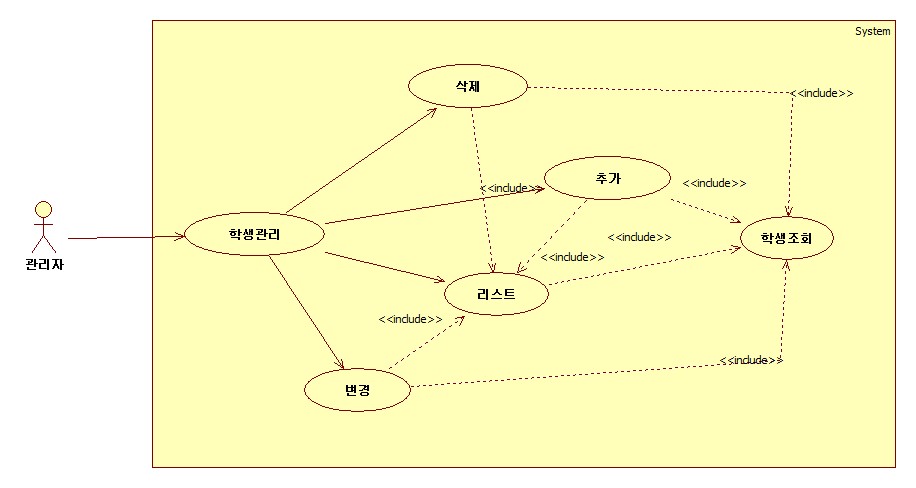 System
삭제
<<include>>
추가
<<include>>
<<include>>
학생관리
학생조회
<<include>>
<<include>>
관리자
리스트
<<include>>
<<include>>
변경